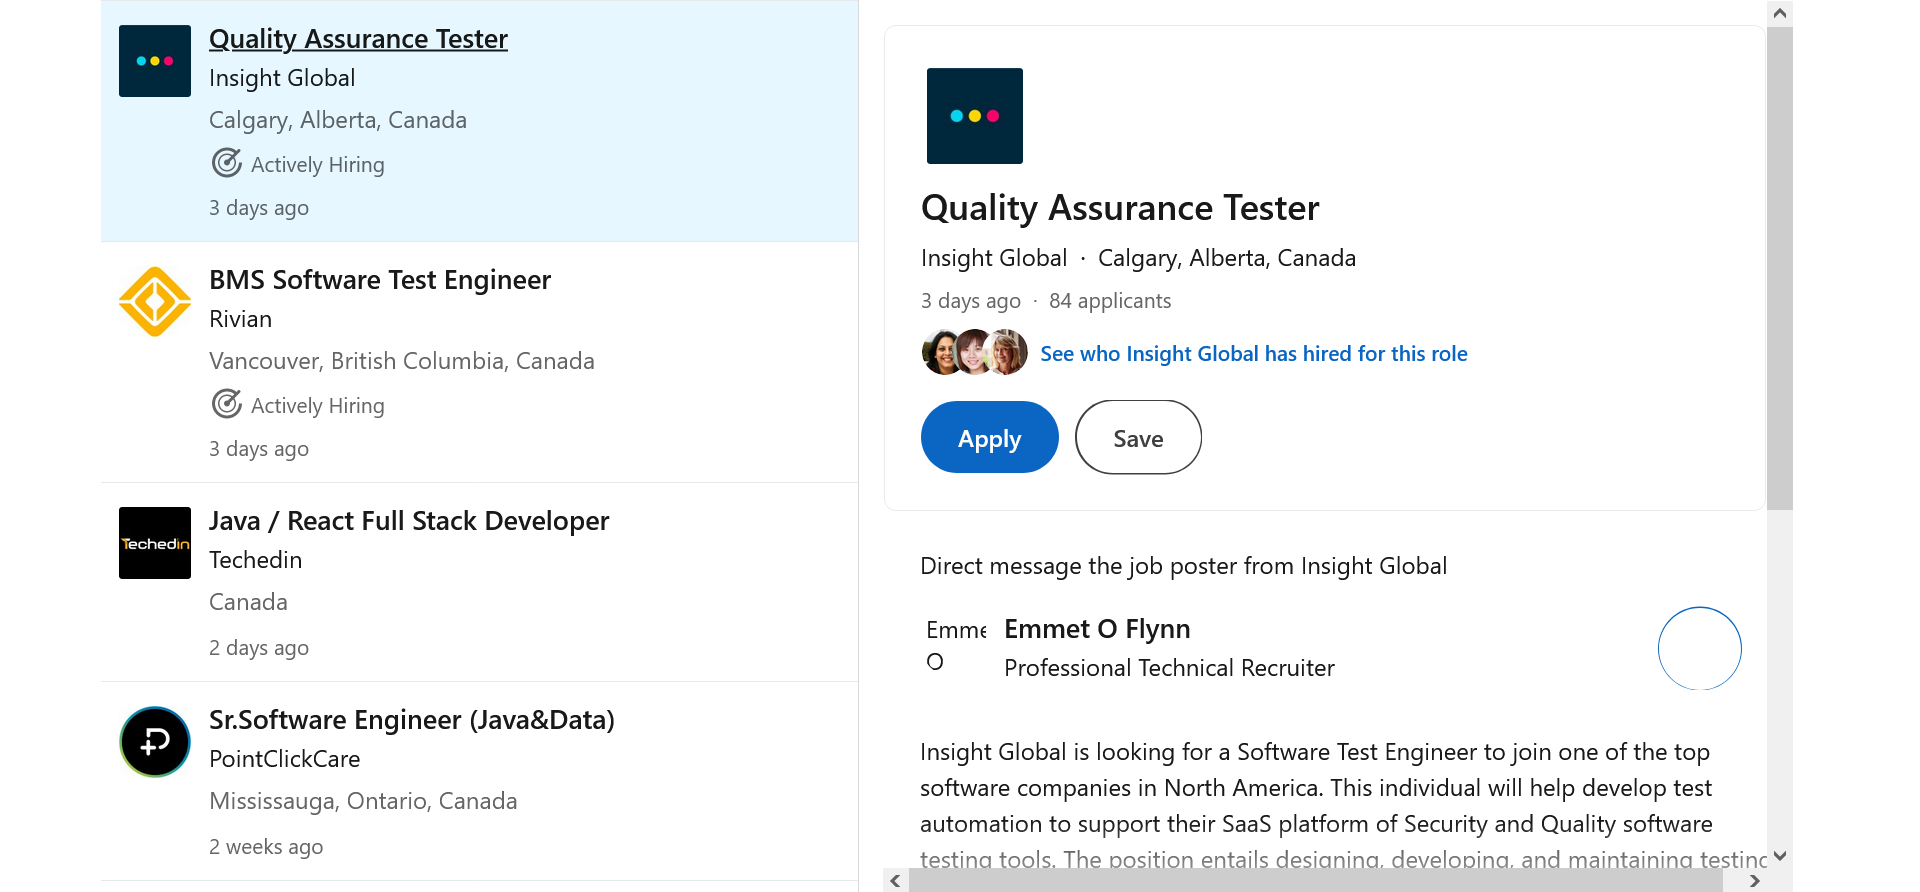 Quality Assurance Tester
Insight Global
Calgary, Alberta, Canada
Actively Hiring
3 days ago
BMS Software Test Engineer
Rivian
Vancouver, British Columbia, Canada
Actively Hiring
3 days ago
Techedin
Java / React Full Stack Developer
Techedin
Canada
2 days ago
Sr.Software Engineer (Java&Data)
PointClickCare
Mississauga, Ontario, Canada
2 weeks ago
Quality Assurance Tester
Insight Global · Calgary, Alberta, Canada
3 days ago · 84 applicants
See who Insight Global has hired for this role
Apply Save
Direct message the job poster from Insight Global
Emme
O
Emmet O Flynn
Professional Technical Recruiter
Insight Global is looking for a Software Test Engineer to join one of the top
software companies in North America. This individual will help develop test
automation to support their SaaS platform of Security and Quality software
testing tools. The position entails designing, developing, and maintaining testing